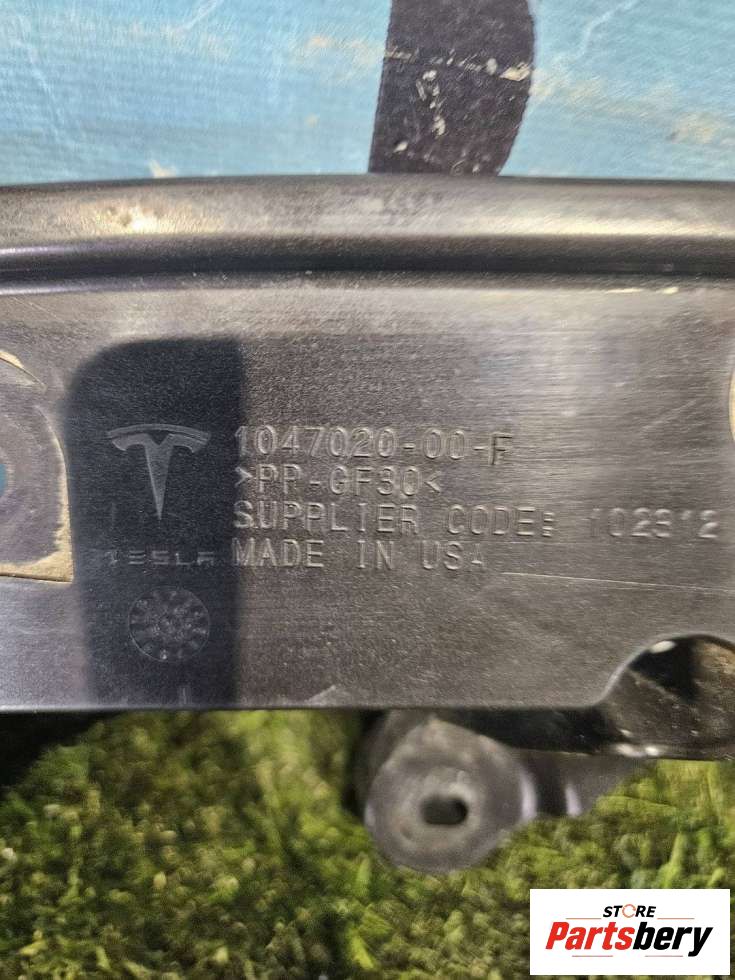 1047020-00-F
>PP-GF30<
SUPPLIER CODE: 102312
TESLA MADE IN USA
STORE
Partsbery